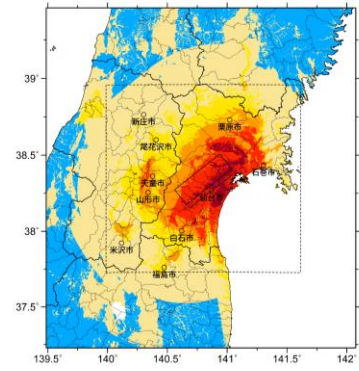 39°
38.5°
38°
37.5°
139.5°
140°
140.5°
141°
141.5°
142°
新庄市
栗原市
尾花沢市
石巻市
天童市
仙台市
山形市
白石市
米沢市
福島市